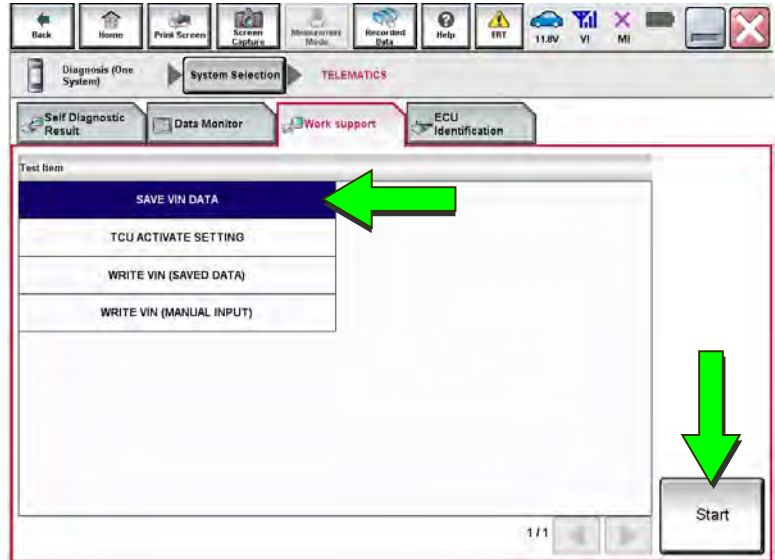 Back
Home
Print Screen
Screen
Capture
Measurement
Mode
Recorded
Data
Help
ERT
11.8V
VI
MI
Diagnosis (One
System)
System Selection
TELEMATICS
Self Diagnostic
Result
Data Monitor
Work support
ECU
Identification
Test Item
SAVE VIN DATA
TCU ACTIVATE SETTING
WRITE VIN (SAVED DATA)
WRITE VIN (MANUAL INPUT)
1/1
Start